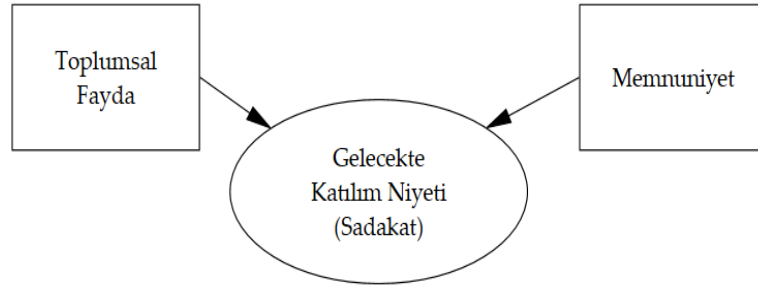 Toplumsal
Fayda
Memnuniyet
Gelecekte
Katılım Niyeti
(Sadakat)